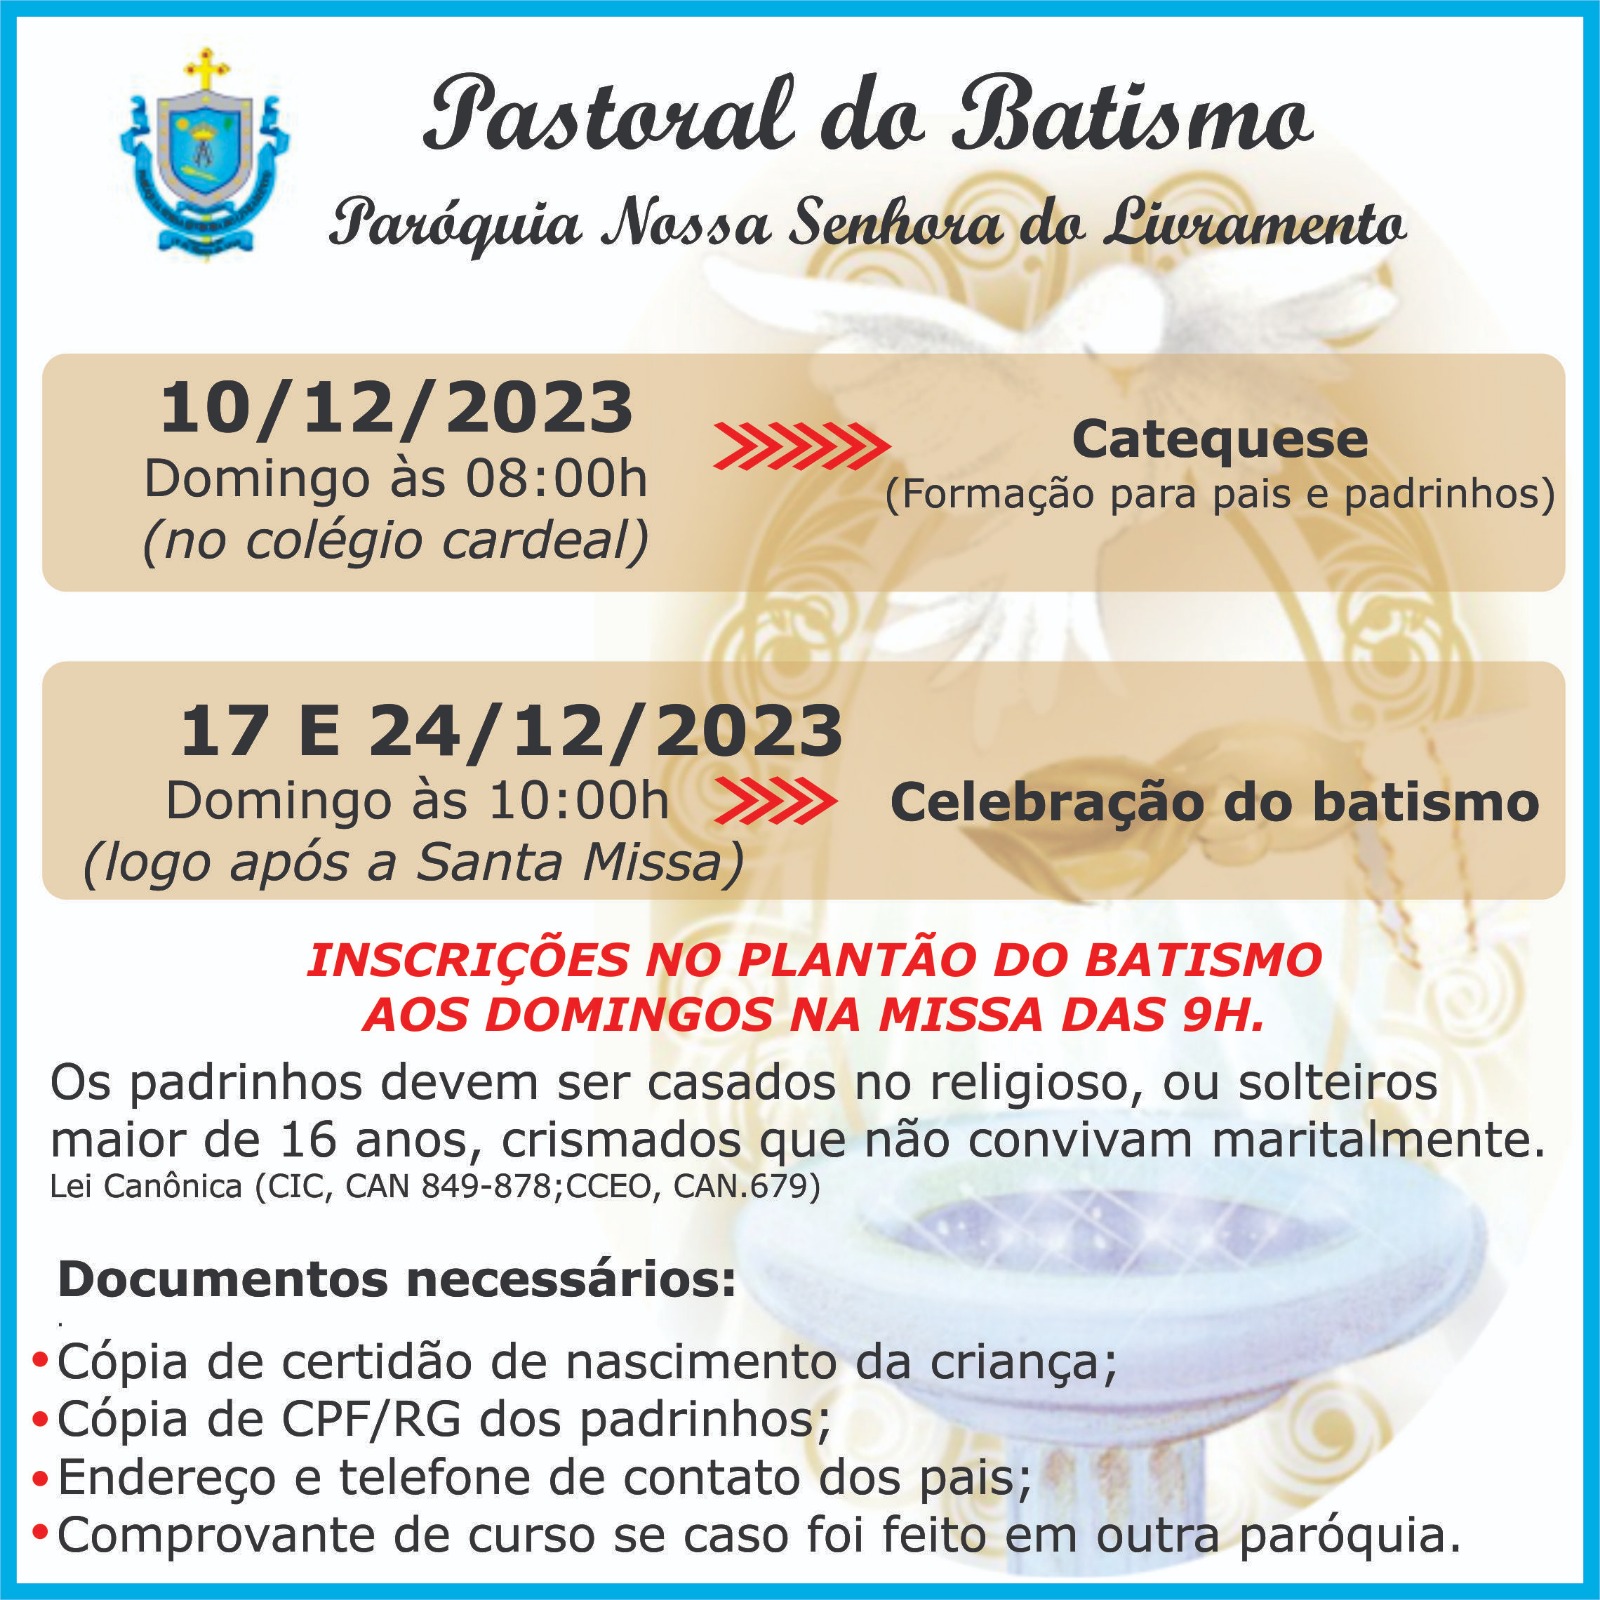 Pastoral do Batismo
Paróquia Nossa Senhora do Livramento
10/12/2023
Domingo às 08:00h
(no colégio cardeal)
Catequese
(Formação para pais e padrinhos)
17 E 24/12/2023
Domingo às 10:00h
(logo após a Santa Missa)
Celebração do batismo
INSCRIÇÕES NO PLANTÃO DO BATISMO
AOS DOMINGOS NA MISSA DAS 9H.
Os padrinhos devem ser casados no religioso, ou solteiros
maior de 16 anos, crismados que não convivam maritalmente.
Lei Canônica (CIC, CAN 849-878;CCEO, CAN.679)
Documentos necessários:
.
•Cópia de certidão de nascimento da criança;
•Cópia de CPF/RG dos padrinhos;
•Endereço e telefone de contato dos pais;
•Comprovante de curso se caso foi feito em outra paróquia.